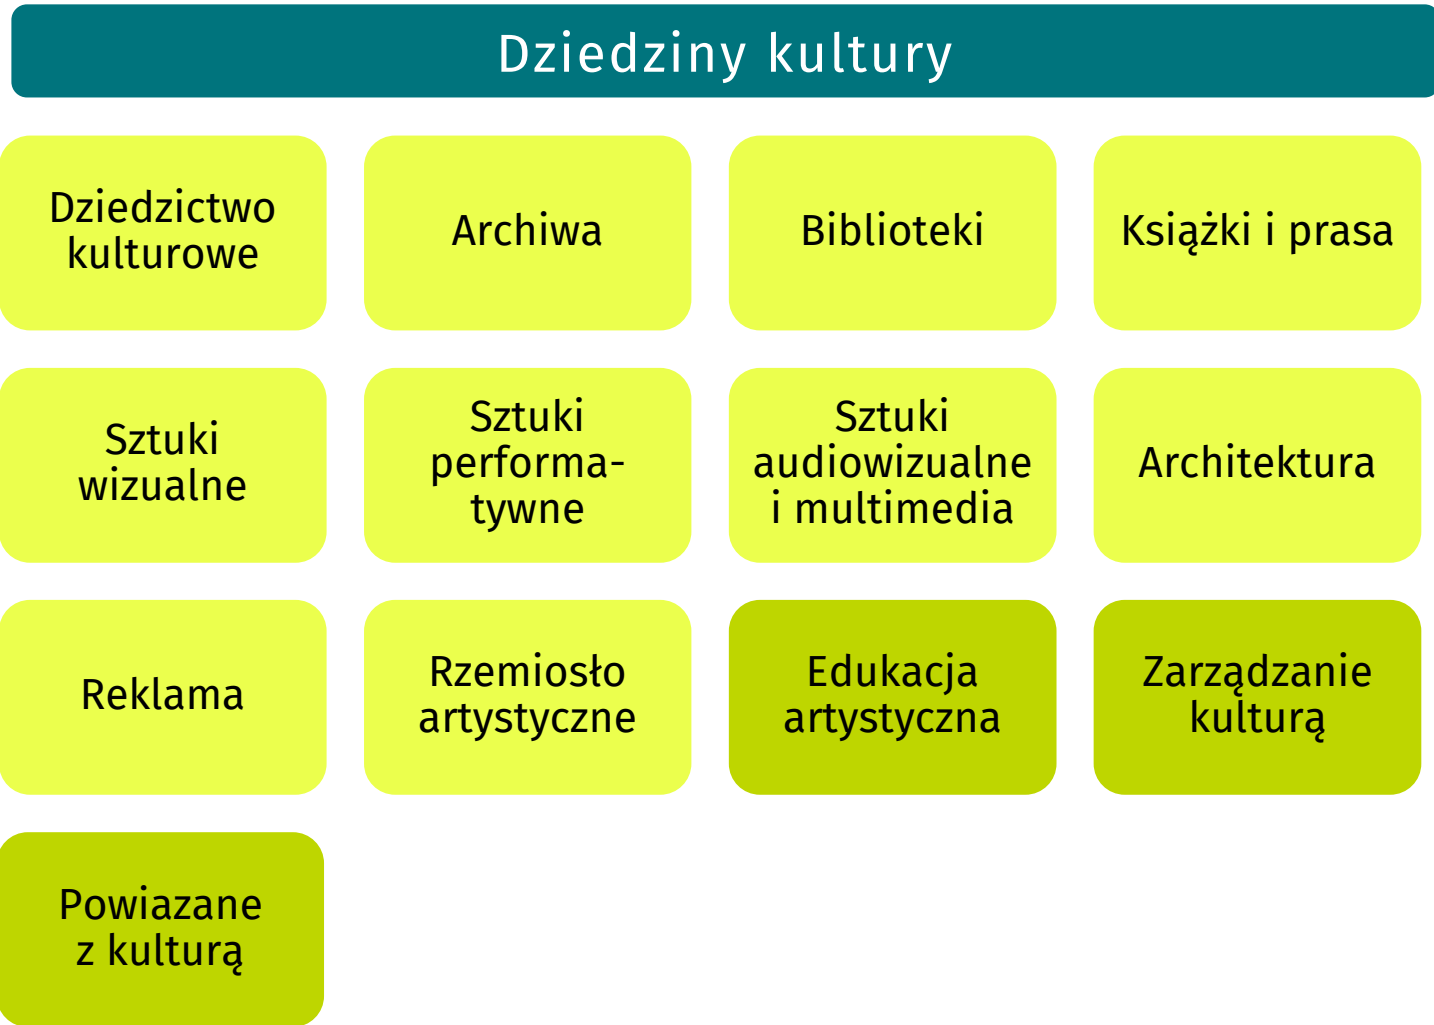 Dziedziny kultury
Dziedzictwo
kulturowe
Archiwa
Biblioteki
Książki i prasa
Sztuki
wizualne
Sztuki
performa-
tywne
Sztuki
audiowizualne
i multimedia
Architektura
Reklama
Rzemiosło
artystyczne
Edukacja
artystyczna
Zarządzanie
kulturą
Powiazane
z kulturą